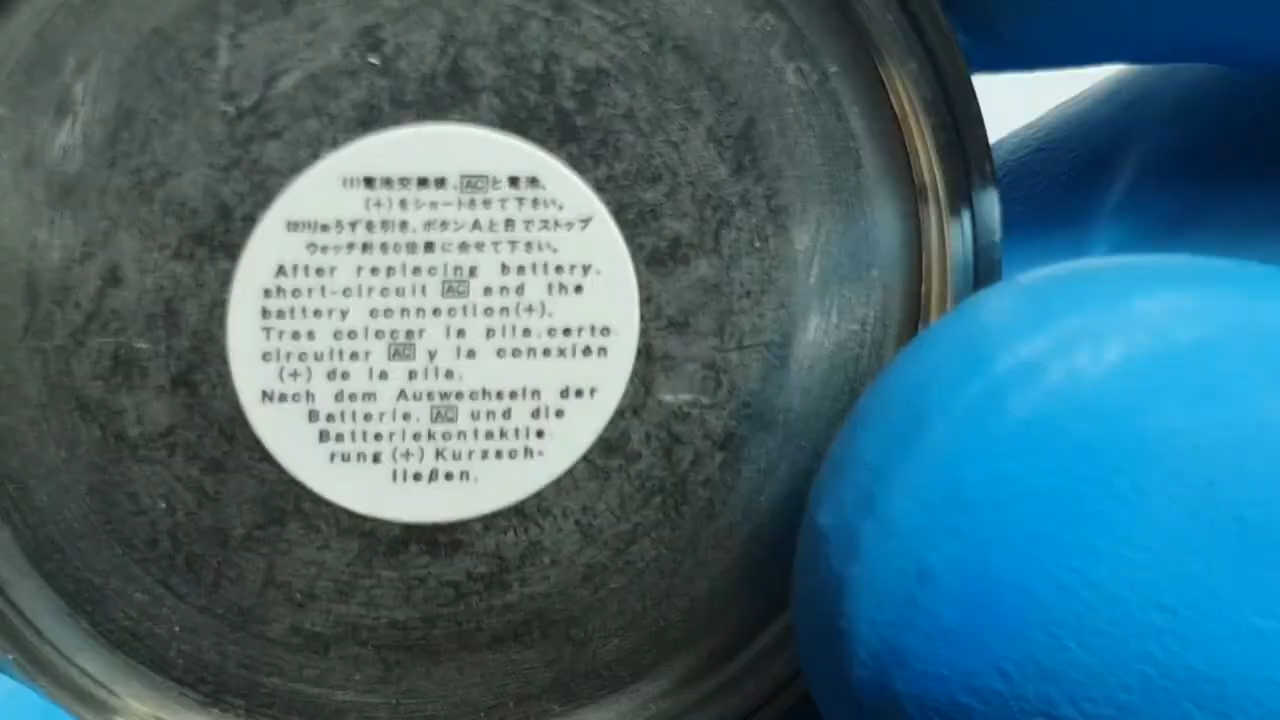 (1)電池交換後、ACと電池、
(+)をショートさせて下さい。
(2)りゅうずを引き、ボタンAとBでストップ
ウォッチ針を0位置に合せて下さい。
After replacing battery,
short-circuit AC and the
battery connection(+).
Tras colocar la pila,corto
circuitar AC y la conexión
(+) de la pila.
Nach dem Auswechseln der
Batterie, AC und die
Batteriekontaktie-
rung (+) Kurzsch-
ließen.